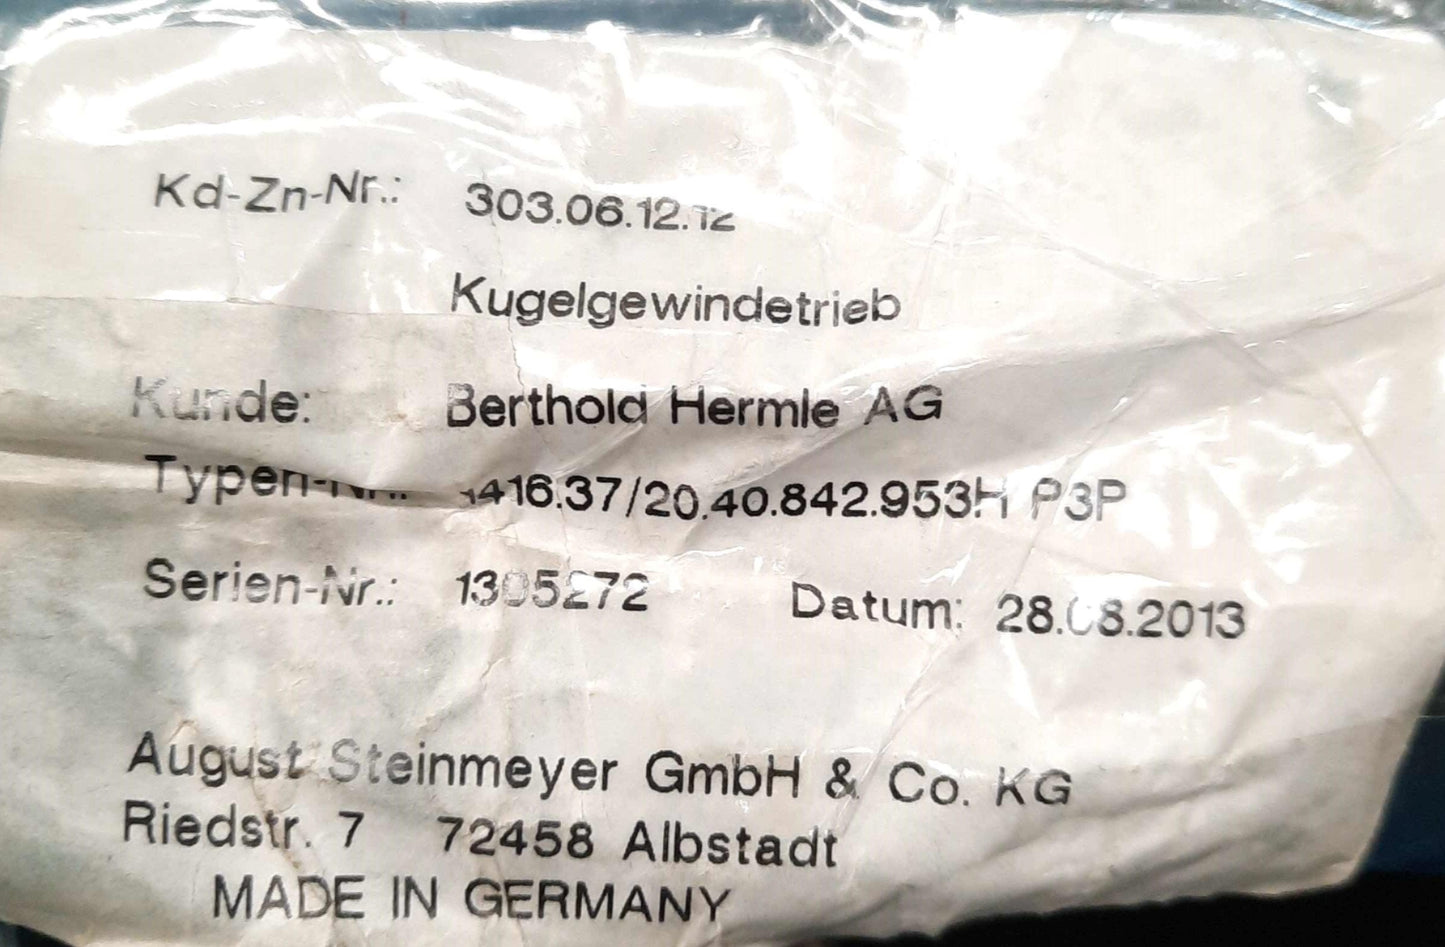 Kd-Zn-Nr.: 303.06.12.12
Kugelgewindetrieb
Kunde: Berthold Hermle AG
Typen-Nr.: 1416.37/20.40.842.953H P3P
Serien-Nr.: 1305272 Datum: 28.08.2013
August Steinmeyer GmbH & Co. KG
Riedstr. 7 72458 Albstadt
MADE IN GERMANY